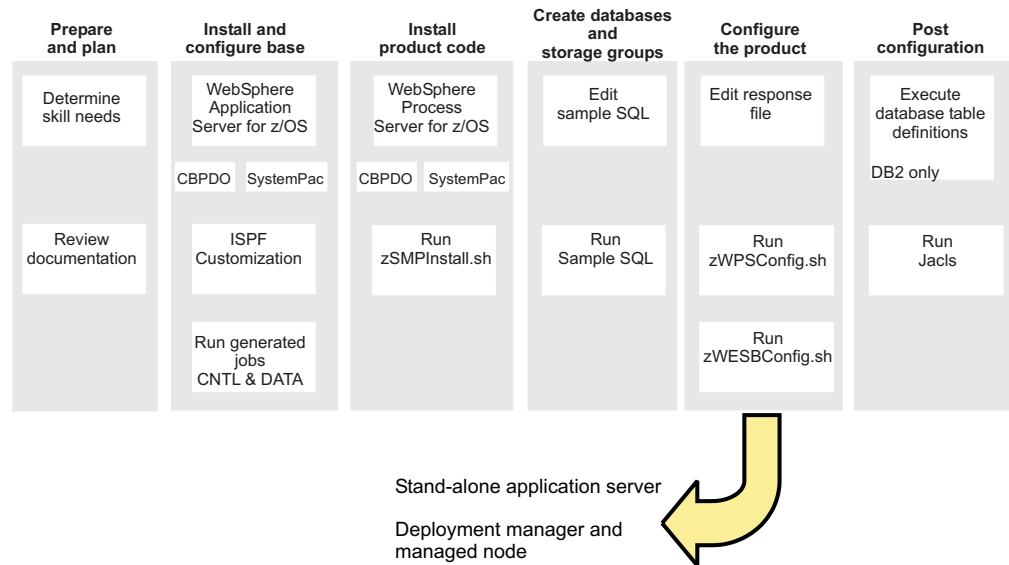 Prepare
and plan
Determine
skill needs
Review
documentation
Install and
configure base
WebSphere
Application
Server for z/OS
CBPDO SystemPac
ISPF
Customization
Run generated
jobs
CNTL & DATA
Install
product code
WebSphere
Process
Server for z/OS
CBPDO SystemPac
Run
zSMPInstall.sh
Create databases
and
storage groups
Edit
sample SQL
Run
Sample SQL
Configure
the product
Edit response
file
Run
zWPSConfig.sh
Run
zWESBConfig.sh
Post
configuration
Execute
database table
definitions
DB2 only
Run
Jacls
Stand-alone application server
Deployment manager and
managed node